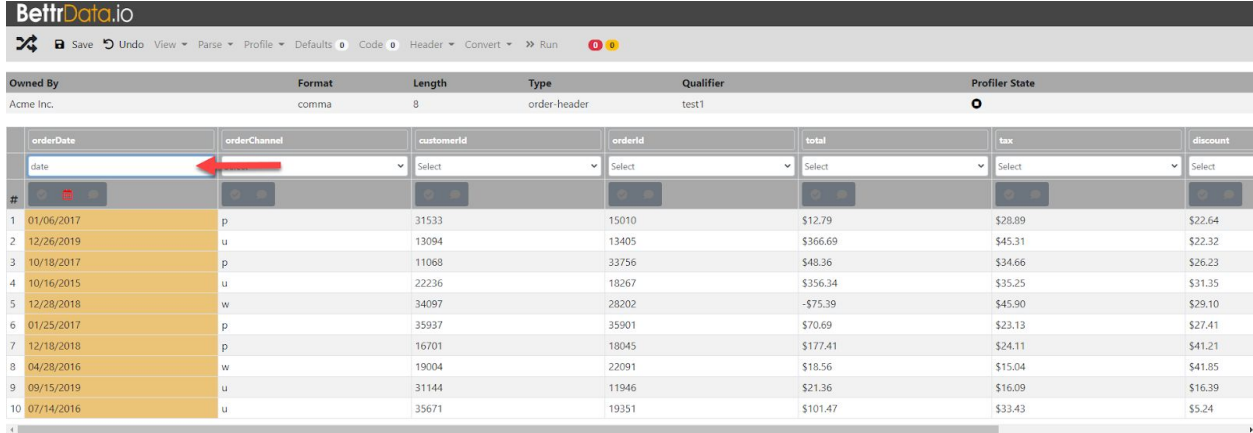 BettrData.io
Save Undo View Parse Profile Defaults 0 Code 0 Header Convert Run 0 0
Owned By Format Length Type Qualifier Profiler State
Acme Inc. comma 8 order-header test1
orderDate orderChannel customerId orderId total tax discount
date Select Select Select Select Select
#
1 01/06/2017 p 31533 15010 $12.79 $28.89 $22.64
2 12/26/2019 u 13094 13405 $366.69 $45.31 $22.32
3 10/18/2017 p 11068 33756 $48.36 $34.66 $26.23
4 10/16/2015 u 22236 18267 $356.34 $35.25 $31.35
5 12/28/2018 w 34097 28202 -$75.39 $45.90 $29.10
6 01/25/2017 p 35937 35901 $70.69 $23.13 $27.41
7 12/18/2018 p 16701 18045 $177.41 $24.11 $41.21
8 04/28/2016 w 19004 22091 $18.56 $15.04 $41.85
9 09/15/2019 u 31144 11946 $21.36 $16.09 $16.39
10 07/14/2016 u 35671 19351 $101.47 $33.43 $5.24